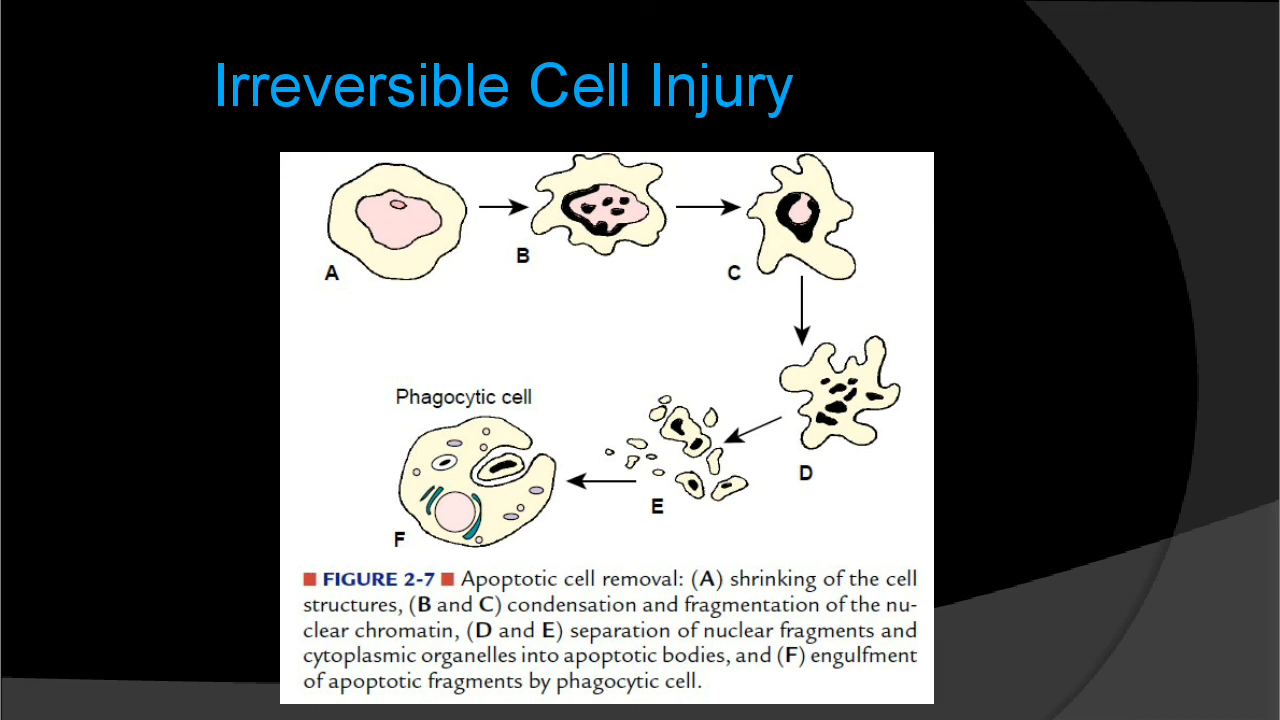 Irreversible Cell Injury
A
B
C
D
Phagocytic cell
E
F
■ FIGURE 2-7 ■ Apoptotic cell removal: (A) shrinking of the cell
structures, (B and C) condensation and fragmentation of the nu-
clear chromatin, (D and E) separation of nuclear fragments and
cytoplasmic organelles into apoptotic bodies, and (F) engulfment
of apoptotic fragments by phagocytic cell.